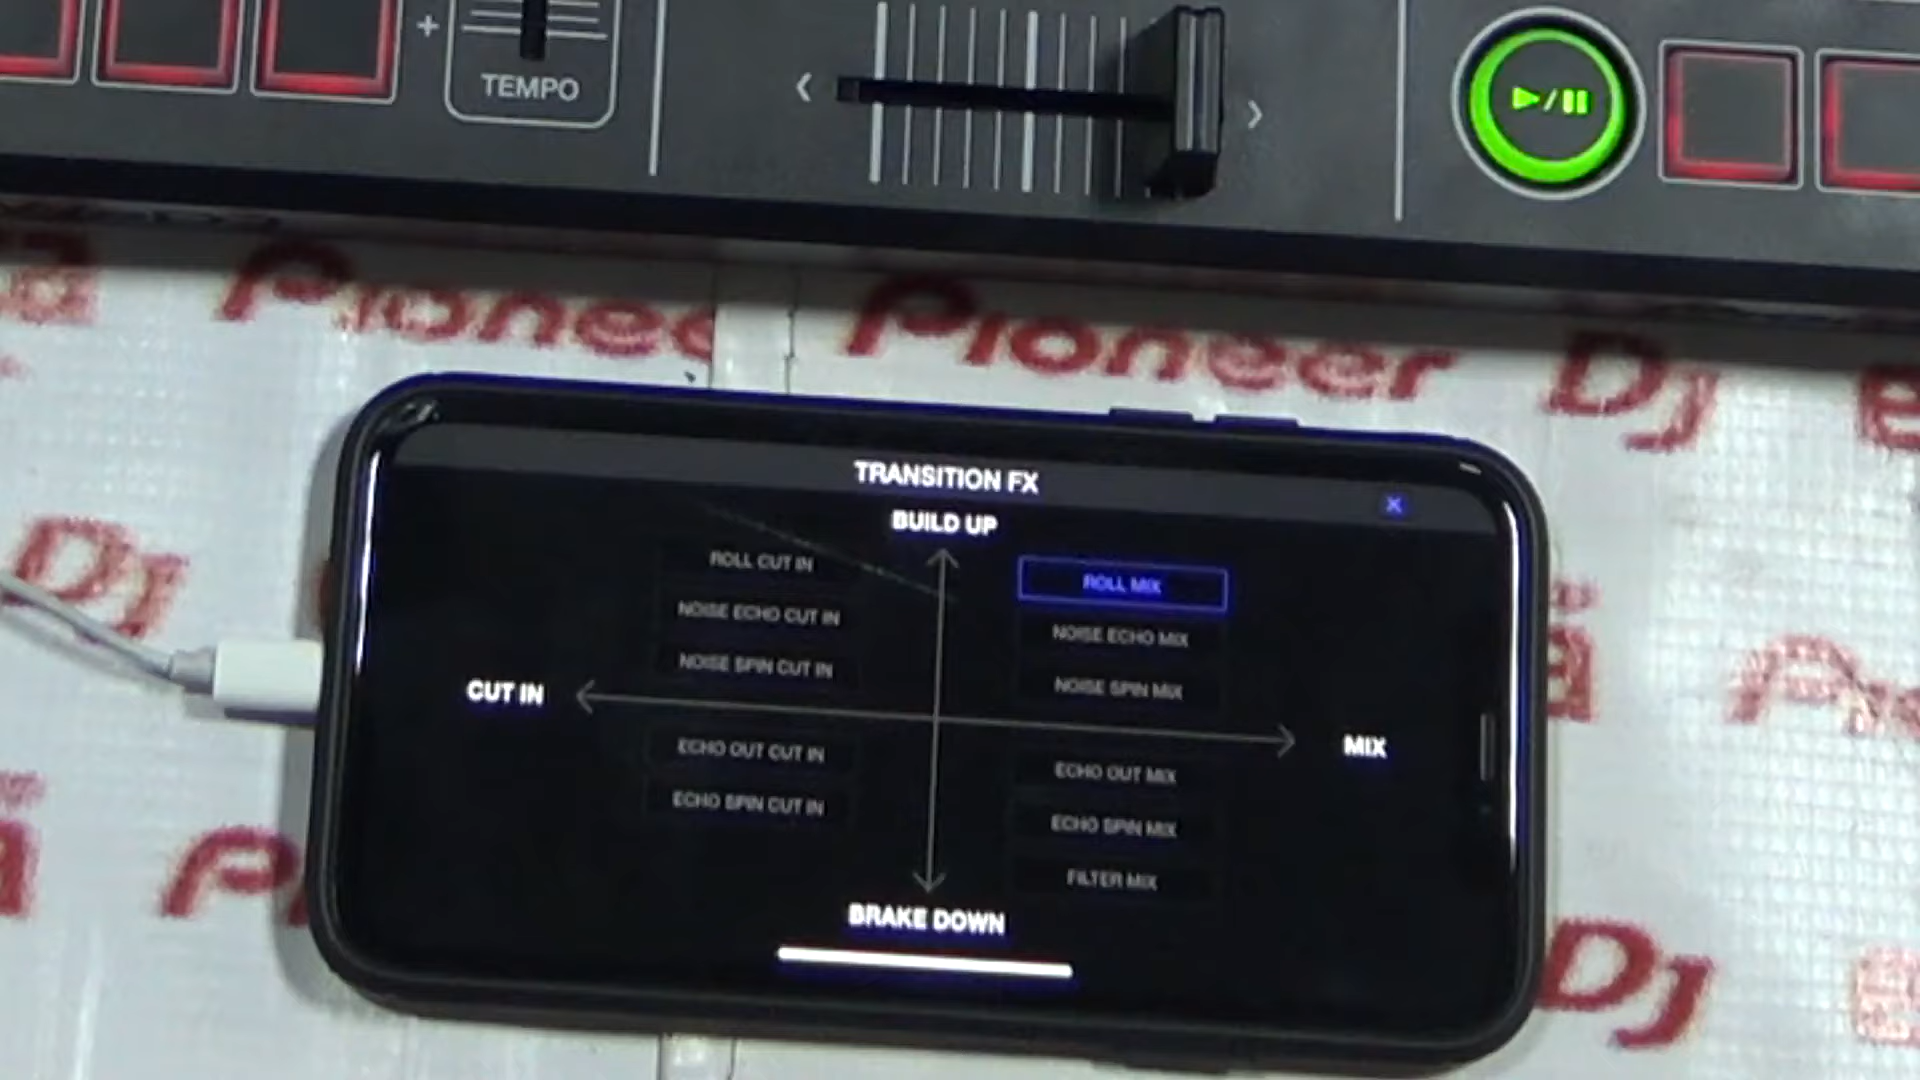 +
TEMPO
Pioneer
Pioneer Dj
Dj
TRANSITION FX
BUILD UP
ROLL CUT IN
ROLL MIX
NOISE ECHO CUT IN
NOISE ECHO MIX
NOISE SPIN CUT IN
NOISE SPIN MIX
CUT IN
MIX
ECHO OUT CUT IN
ECHO OUT MIX
ECHO SPIN CUT IN
ECHO SPIN MIX
FILTER MIX
BRAKE DOWN
Dj